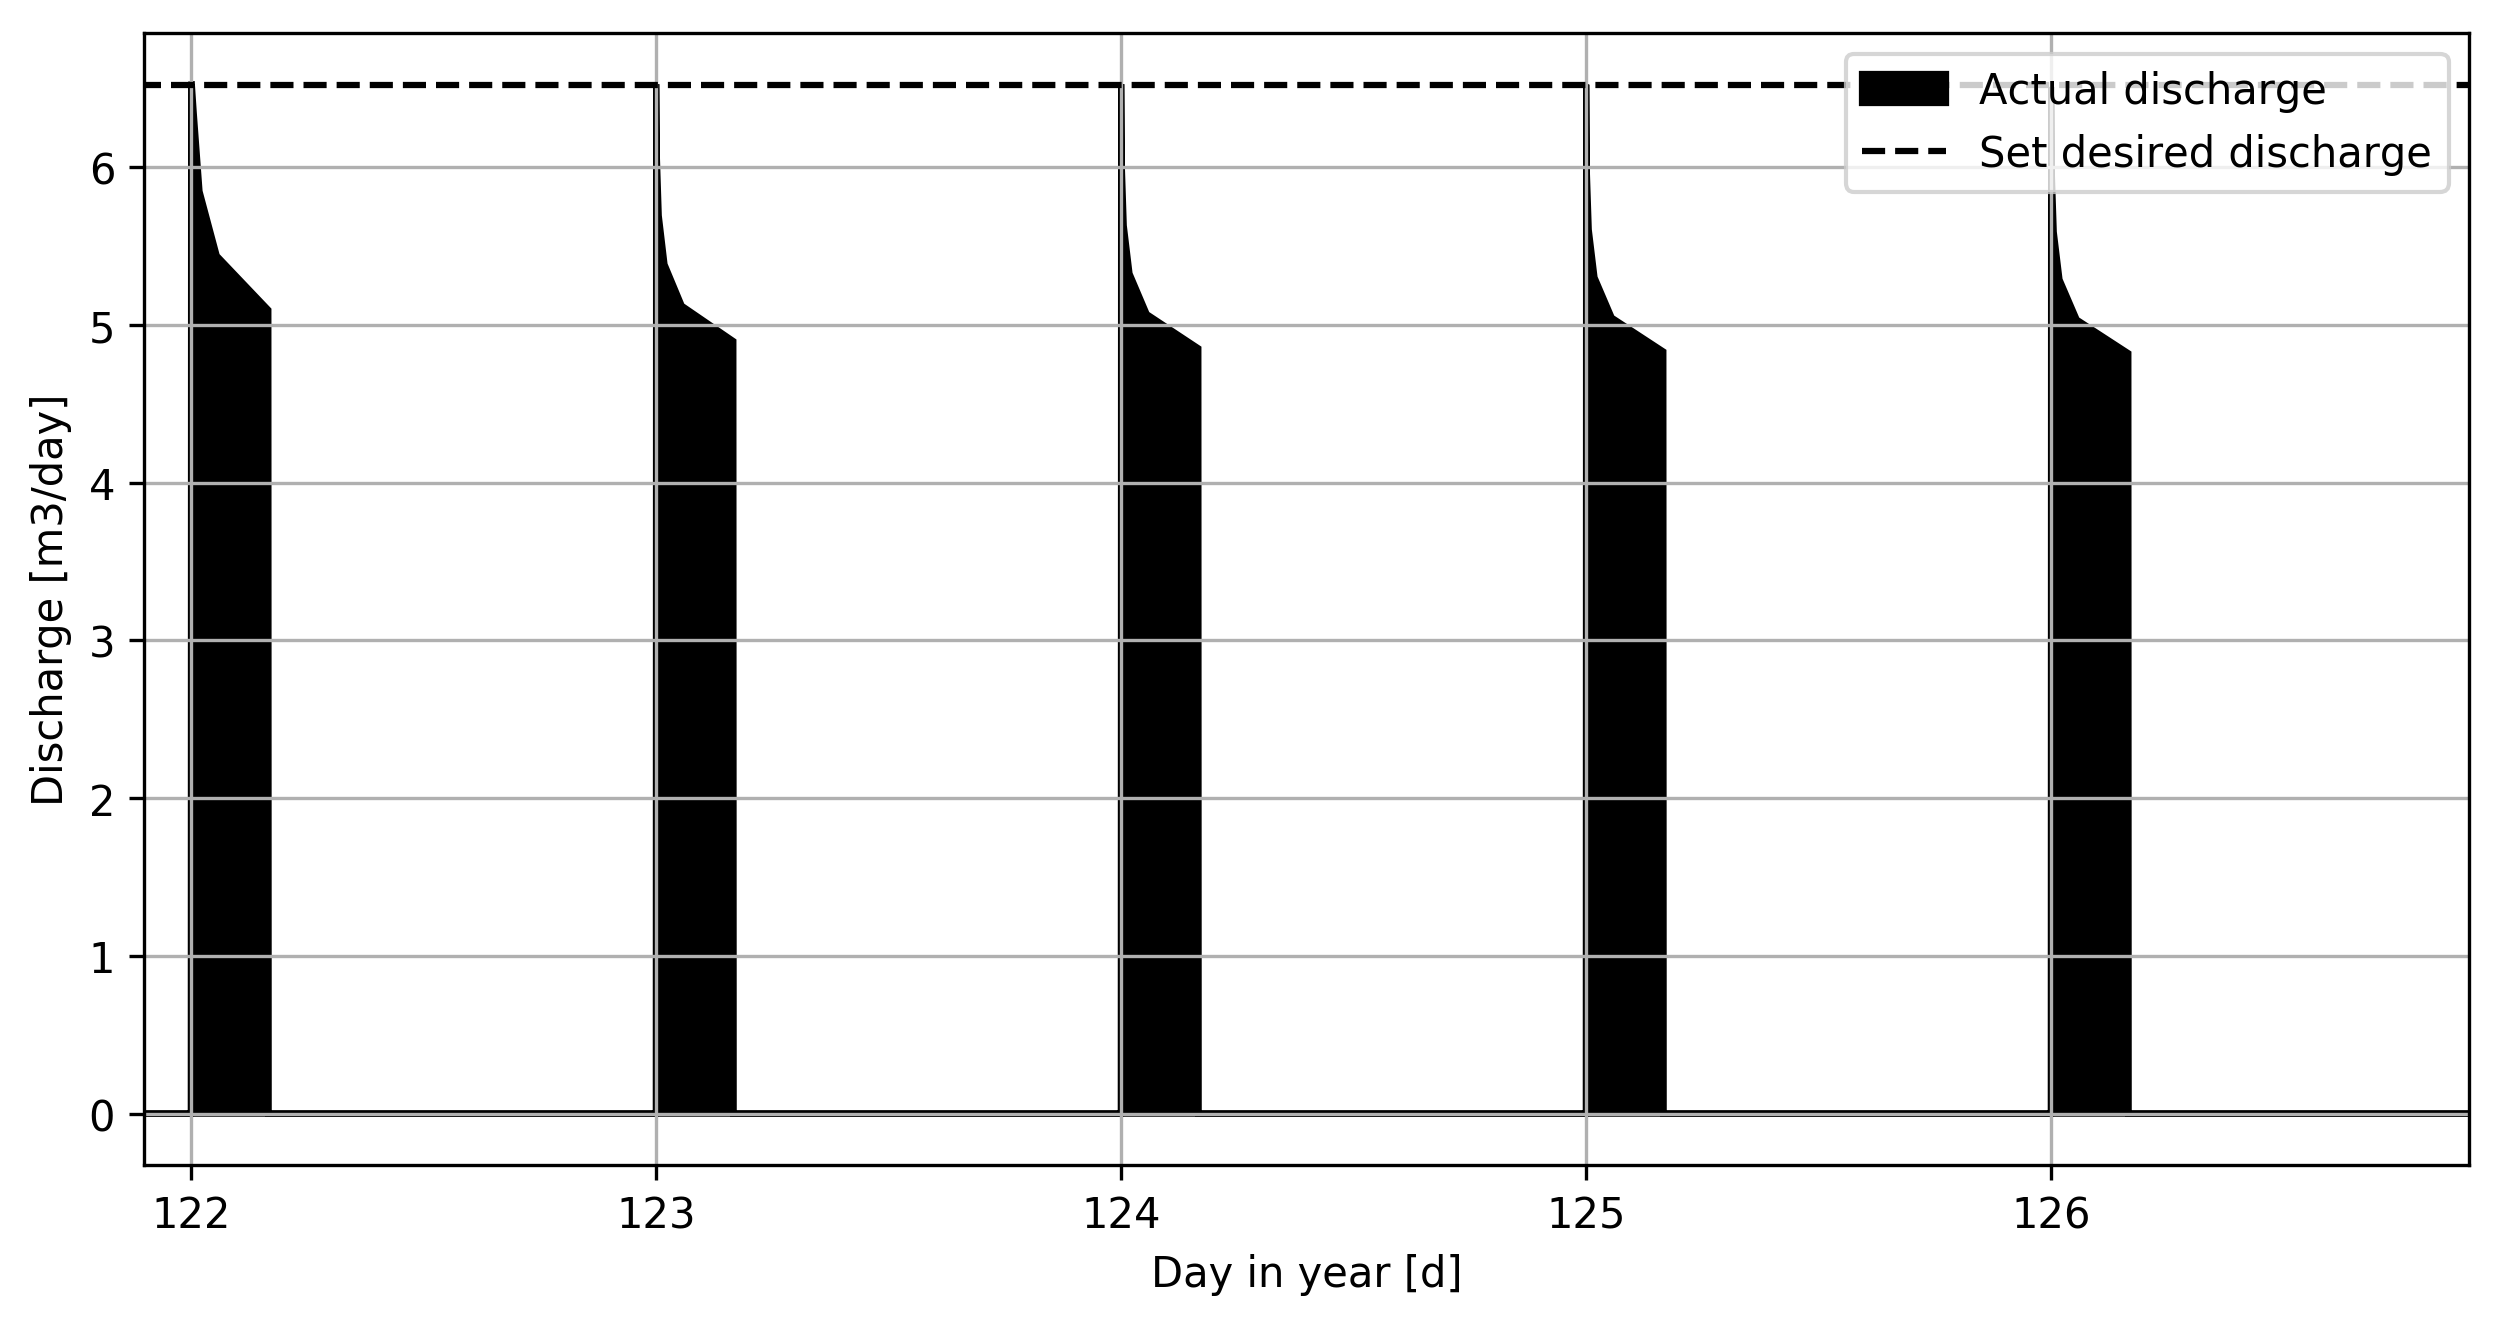 Actual discharge
Set desired discharge
6
5
4
3
2
1
0
Discharge [m3/day]
122 123 124 125 126
Day in year [d]